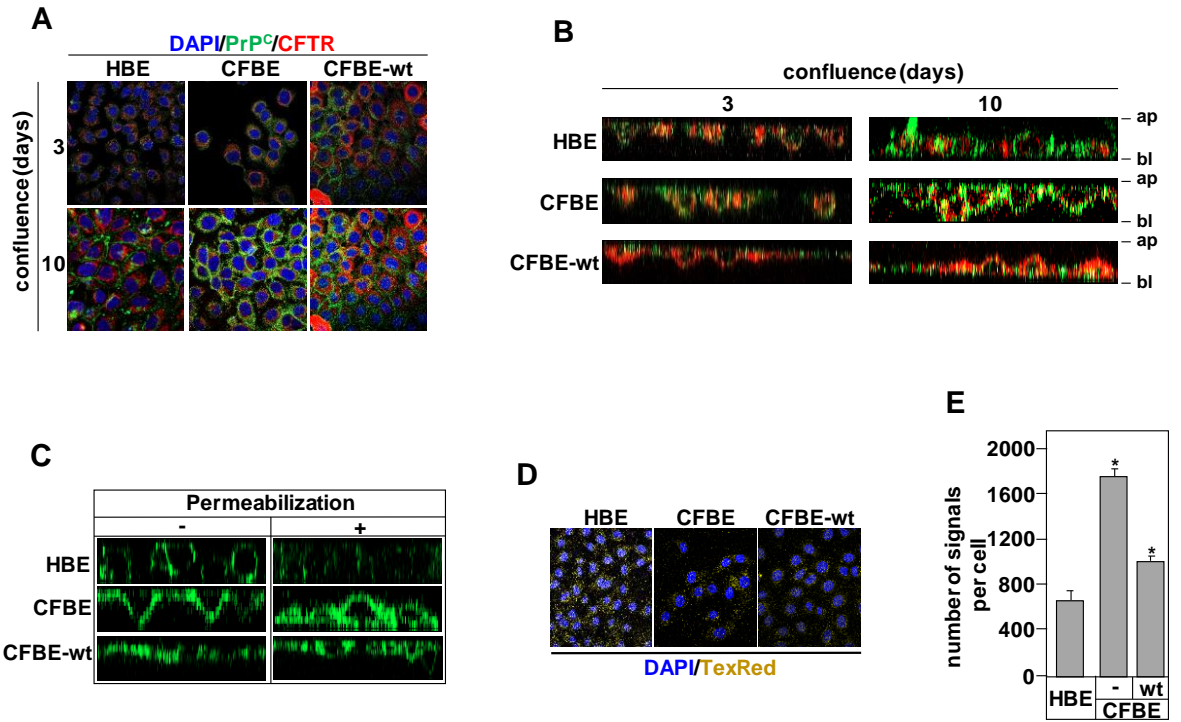 A
DAPI/PrPᶜ/CFTR
HBE CFBE CFBE-wt
confluence (days)
3
10
B
confluence (days)
3 10
HBE
CFBE
CFBE-wt
ap
bl
ap
bl
ap
bl
C
Permeabilization
- +
HBE
CFBE
CFBE-wt
D
HBE CFBE CFBE-wt
DAPI/TexRed
E
number of signals
per cell
2000
1600
1200
800
400
0
* *
HBE - wt
CFBE